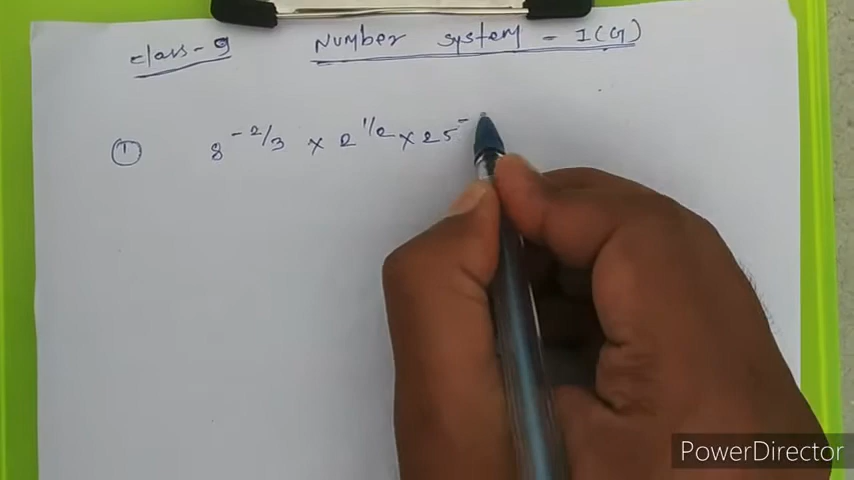 class-9 Number system - I(G)
① 8^-2/3 × 2^1/2 × 25^-
PowerDirector